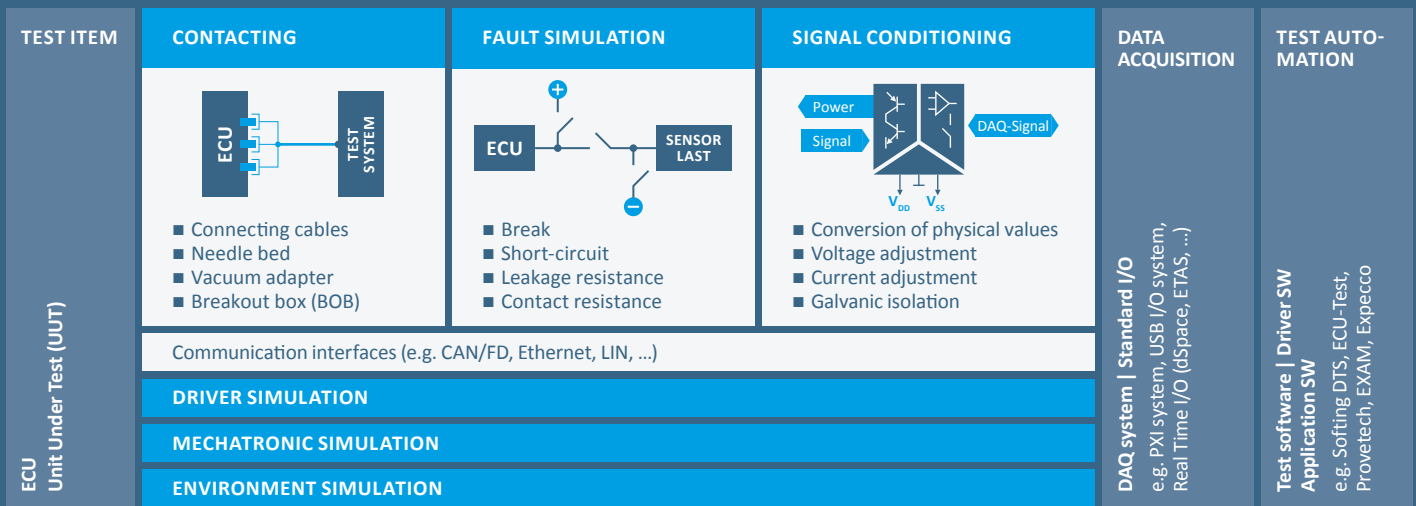 TEST ITEM
ECU
Unit Under Test (UUT)
CONTACTING
ECU
TEST
SYSTEM
■ Connecting cables
■ Needle bed
■ Vacuum adapter
■ Breakout box (BOB)
FAULT SIMULATION
+
ECU
SENSOR
LAST
−
■ Break
■ Short-circuit
■ Leakage resistance
■ Contact resistance
SIGNAL CONDITIONING
Power
Signal
DAQ-Signal
VDD VSS
■ Conversion of physical values
■ Voltage adjustment
■ Current adjustment
■ Galvanic isolation
Communication interfaces (e.g. CAN/FD, Ethernet, LIN, ...)
DRIVER SIMULATION
MECHATRONIC SIMULATION
ENVIRONMENT SIMULATION
DATA
ACQUISITION
DAQ system | Standard I/O
e.g. PXI system, USB I/O system,
Real Time I/O (dSpace, ETAS, ...)
TEST AUTO-
MATION
Test software | Driver SW
Application SW
e.g. Softing DTS, ECU-Test,
Provetech, EXAM, Expecco